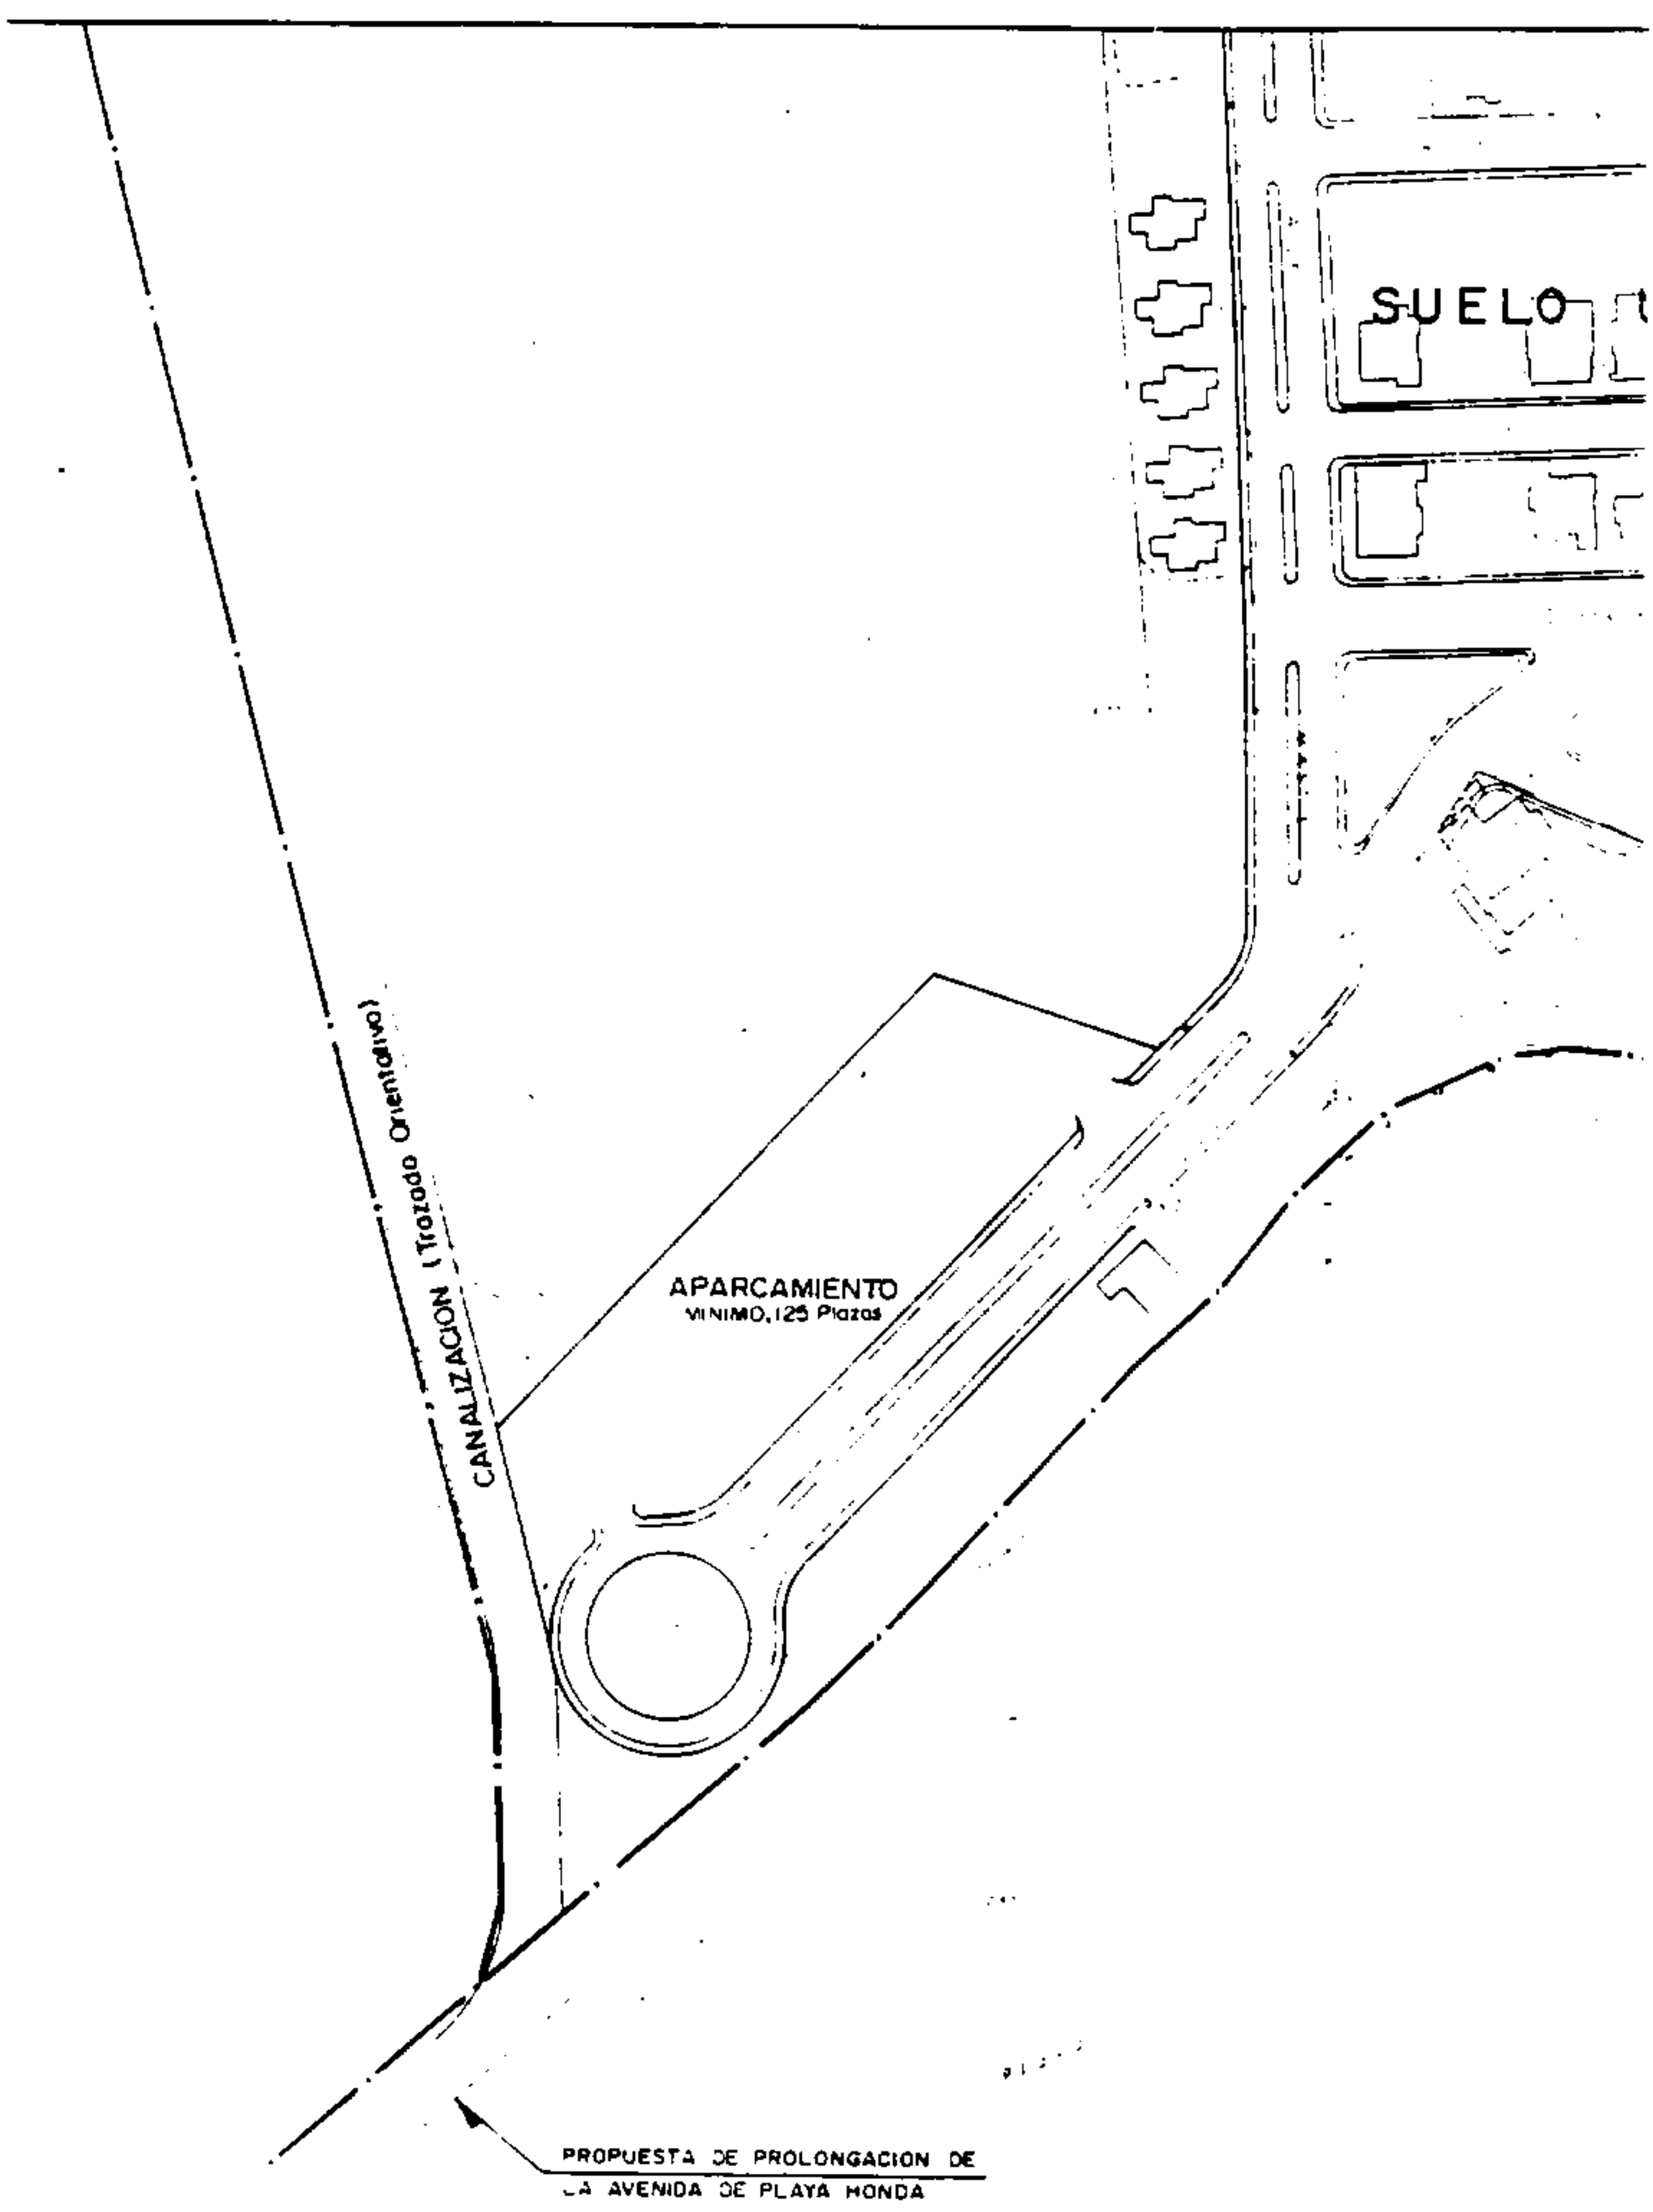 SUELO
CANALIZACION (Trazado Orientativo)
APARCAMIENTO
MINIMO, 125 Plazas
PROPUESTA DE PROLONGACION DE
LA AVENIDA DE PLAYA HONDA